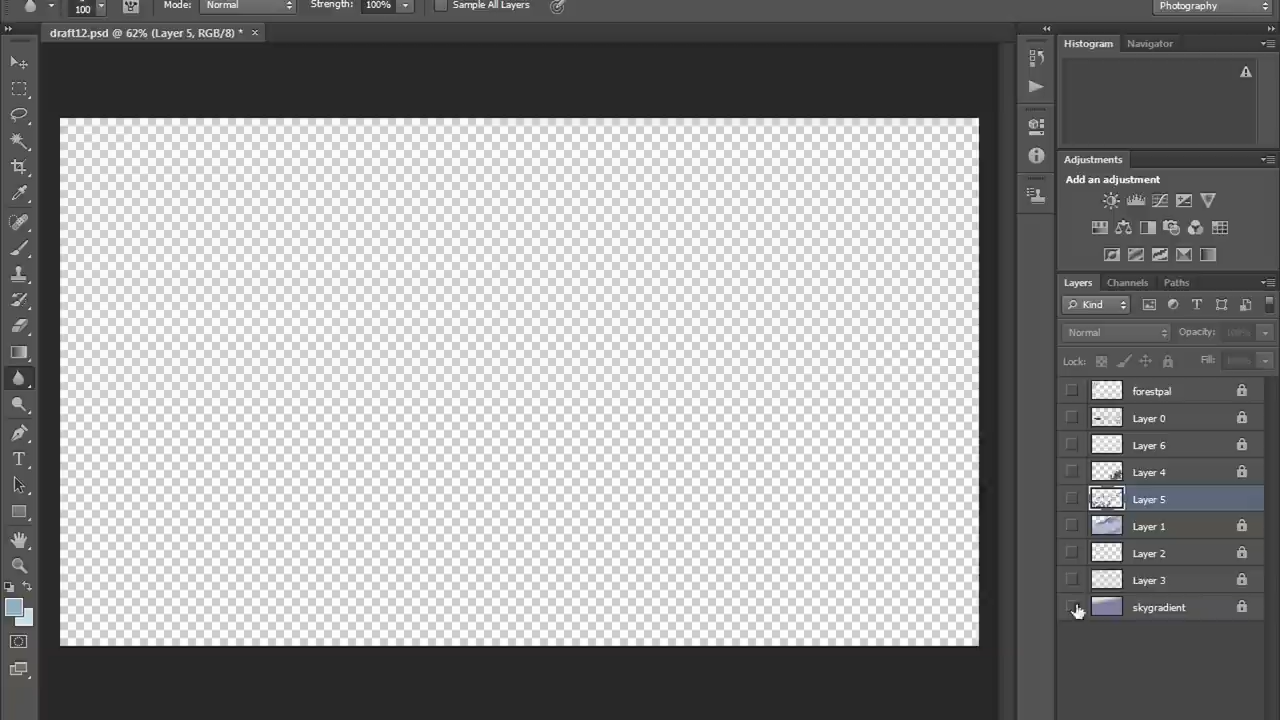 100 Mode: Normal Strength: 100% Sample All Layers Photography
draft12.psd @ 62% (Layer 5, RGB/8) * ×
Histogram Navigator
Adjustments
Add an adjustment
Layers Channels Paths
Kind
Normal Opacity: 100%
Lock: Fill:
forestpal
Layer 0
Layer 6
Layer 4
Layer 5
Layer 1
Layer 2
Layer 3
skygradient